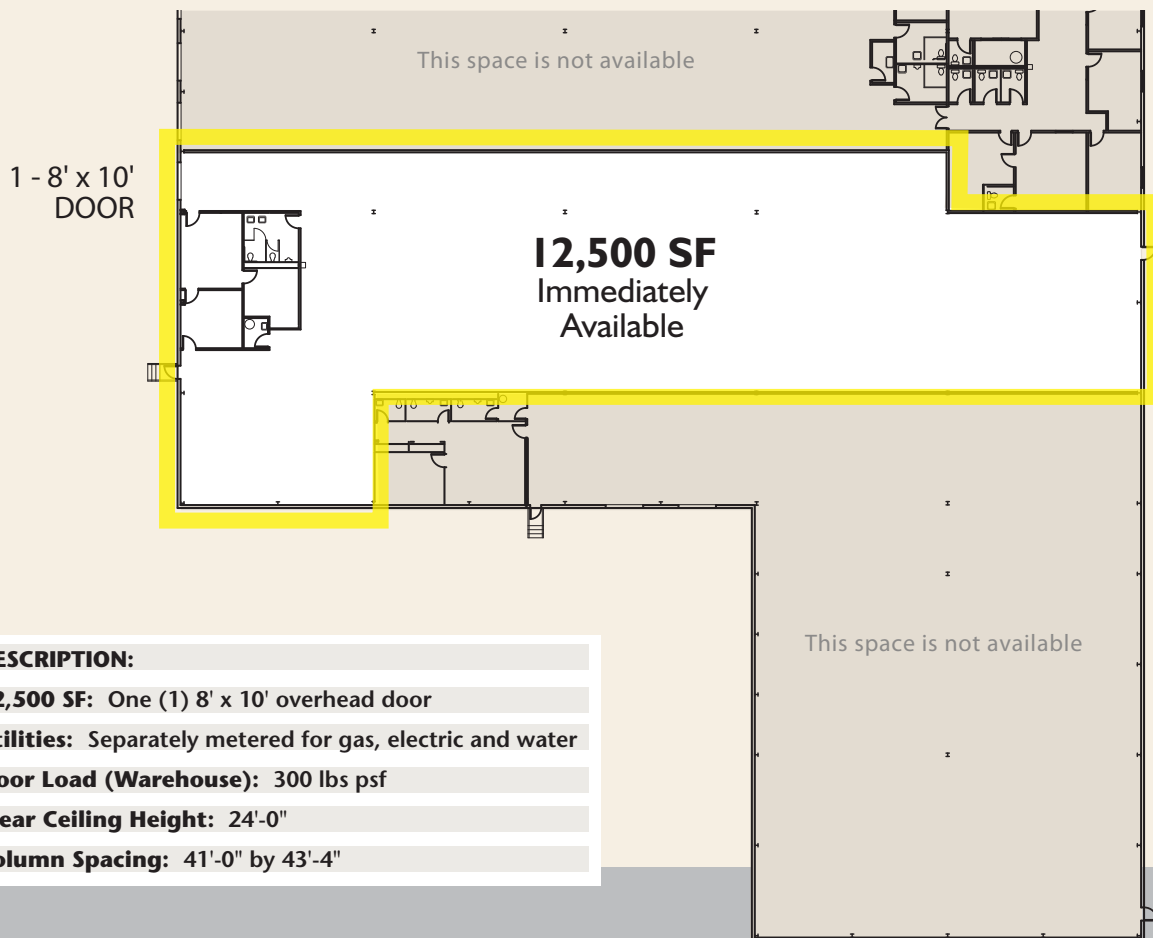 This space is not available
1 - 8' x 10'
DOOR
12,500 SF
Immediately
Available
This space is not available
ESCRIPTION:
2,500 SF: One (1) 8' x 10' overhead door
tilities: Separately metered for gas, electric and water
oor Load (Warehouse): 300 lbs psf
ear Ceiling Height: 24'-0"
olumn Spacing: 41'-0" by 43'-4"